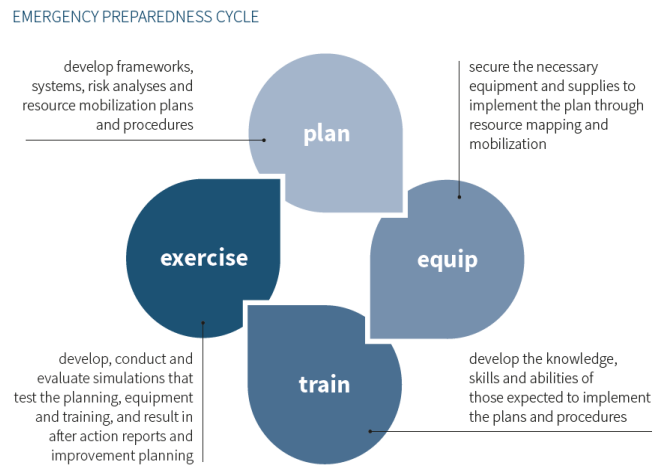 EMERGENCY PREPAREDNESS CYCLE
develop frameworks,
systems, risk analyses and
resource mobilization plans
and procedures
plan
secure the necessary
equipment and supplies to
implement the plan through
resource mapping and
mobilization
exercise
equip
develop, conduct and
evaluate simulations that
test the planning, equipment
and training, and result in
after action reports and
improvement planning
train
develop the knowledge,
skills and abilities of
those expected to implement
the plans and procedures